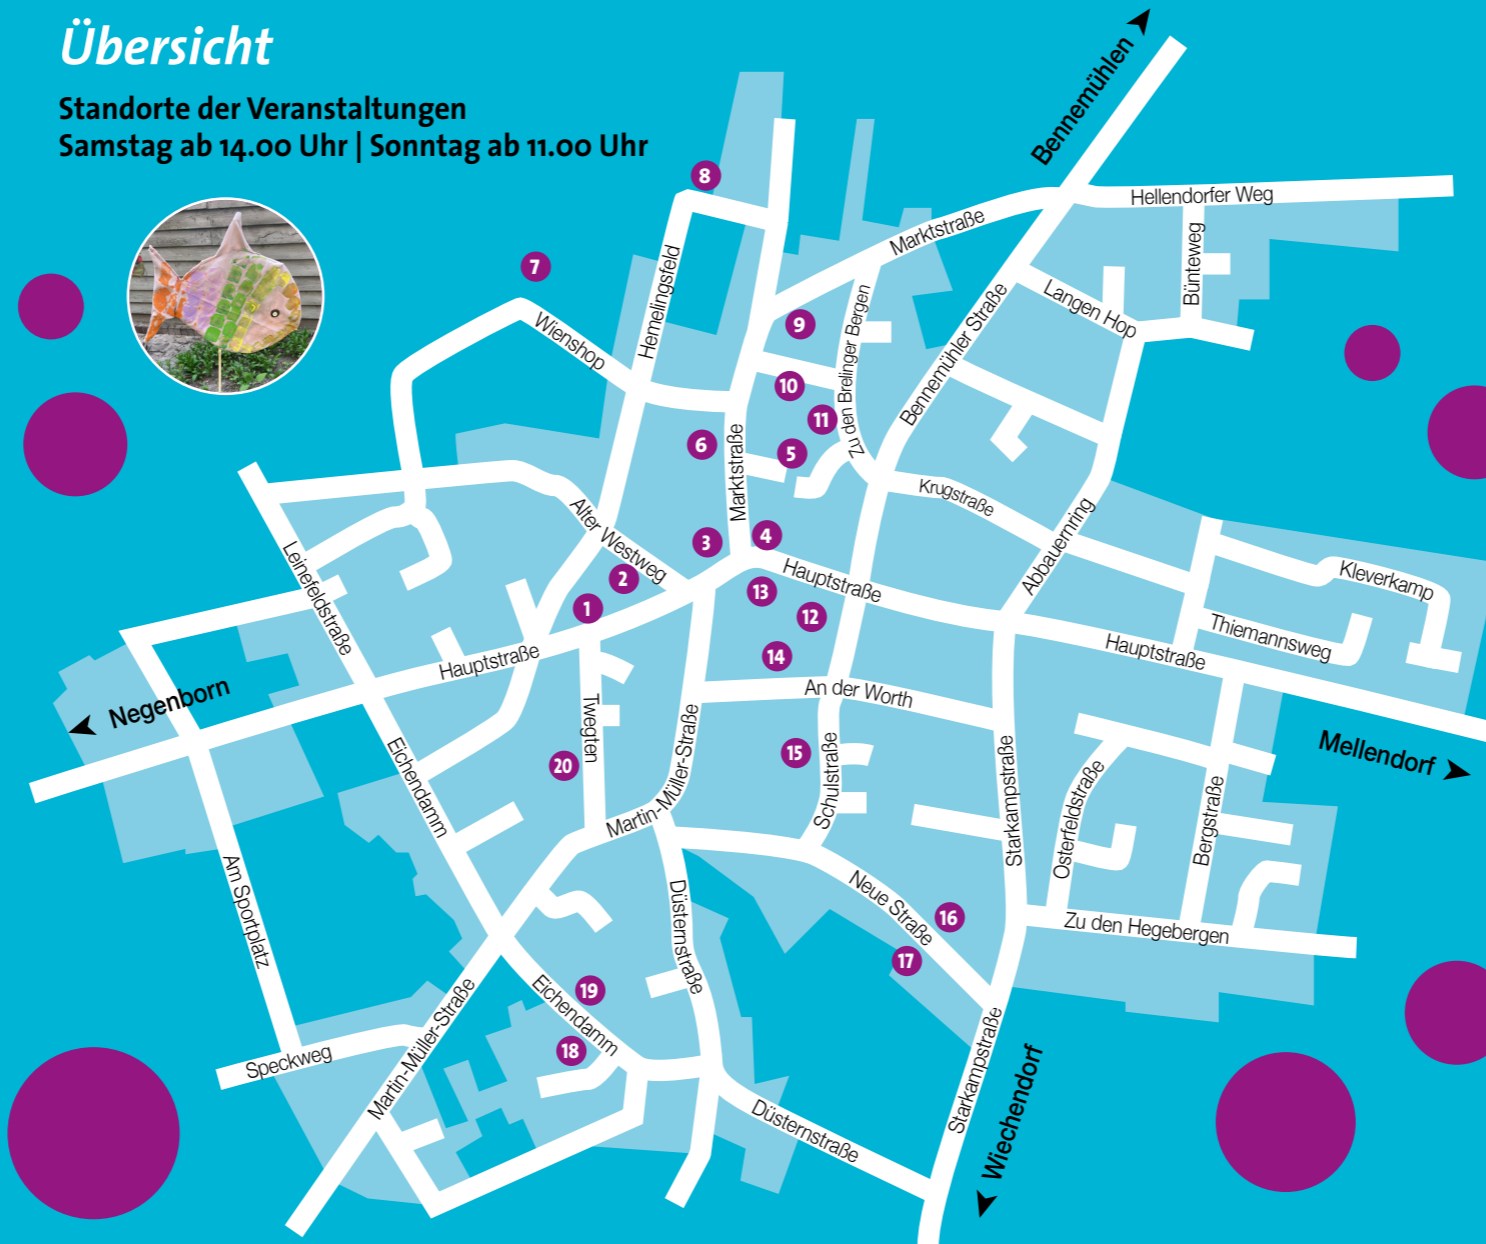 Übersicht
Standorte der Veranstaltungen
Samstag ab 14.00 Uhr | Sonntag ab 11.00 Uhr
Bennemühlen
8
Hellendorfer Weg
Marktstraße
Bünteweg
7
Hemelingsfeld
Langen Hop
Wienshop
9
Zu den Brelinger Bergen
Bennemühler Straße
10
11
6
5
Marktstraße
Krugstraße
Alter Westweg
3
4
Abbauernring
Leinefeldstraße
2
Hauptstraße
Kleverkamp
1
13
12
Thiemannsweg
Hauptstraße
14
Hauptstraße
Negenborn
An der Worth
Twegten
Martin-Müller-Straße
15
Schulstraße
Mellendorf
20
Eichendamm
Starkampstraße
Osterfeldstraße
Bergstraße
Am Sportplatz
Düsternstraße
Neue Straße
16
Zu den Hegebergen
17
19
Eichendamm
18
Martin-Müller-Straße
Speckweg
Starkampstraße
Wiechendorf
Düsternstraße